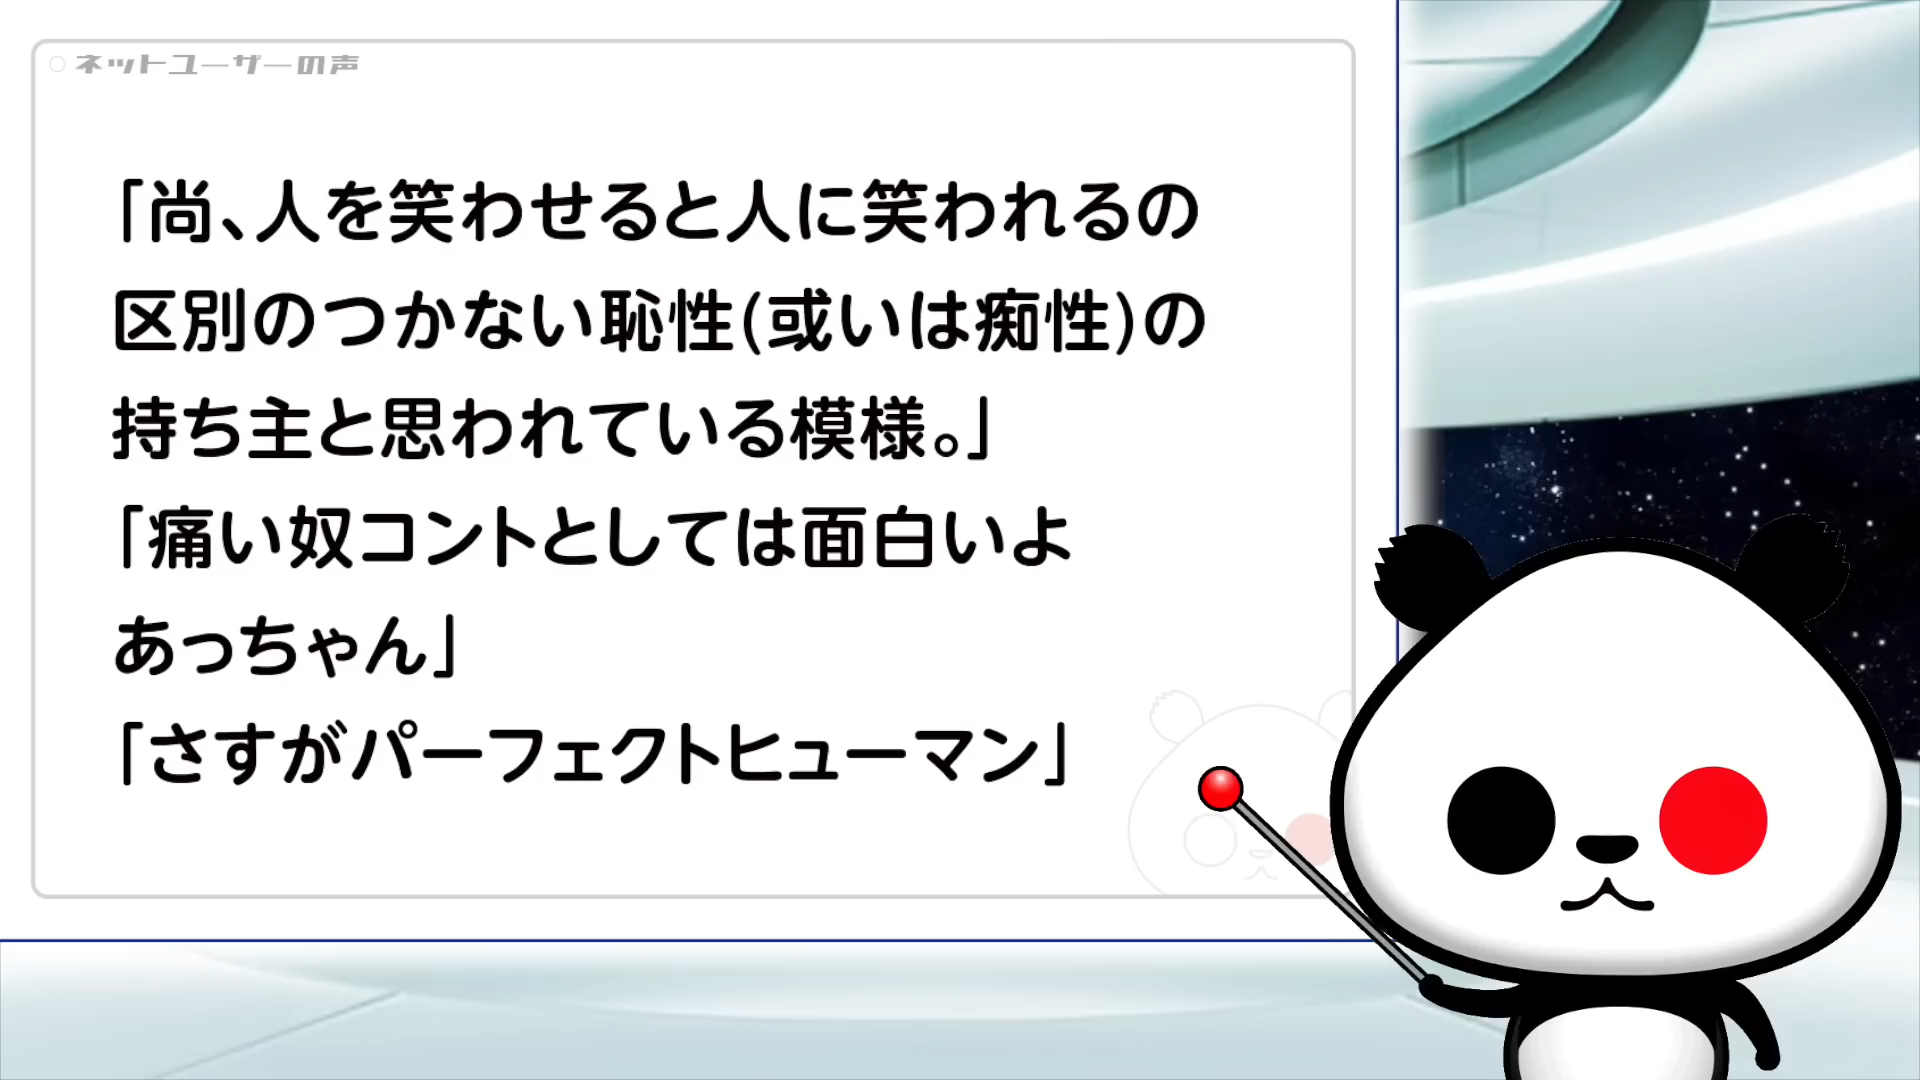 ネットユーザーの声
「尚、人を笑わせると人に笑われるの
区別のつかない恥性(或いは痴性)の
持ち主と思われている模様。」
「痛い奴コントとしては面白いよ
あっちゃん」
「さすがパーフェクトヒューマン」